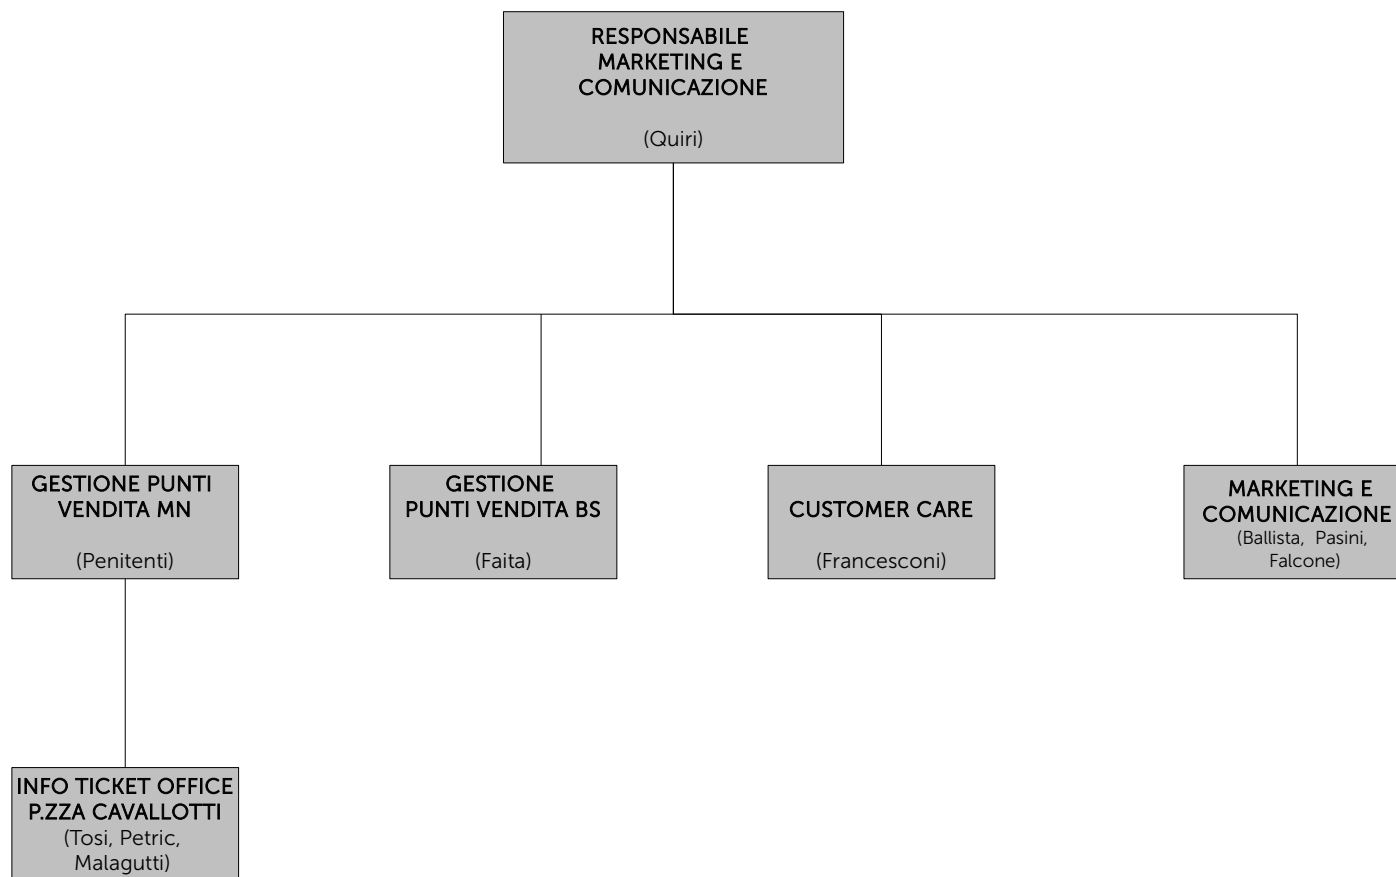 RESPONSABILE
MARKETING E
COMUNICAZIONE
(Quiri)
GESTIONE PUNTI
VENDITA MN
(Penitenti)
GESTIONE
PUNTI VENDITA BS
(Faita)
CUSTOMER CARE
(Francesconi)
MARKETING E
COMUNICAZIONE
(Ballista, Pasini,
Falcone)
INFO TICKET OFFICE
P.ZZA CAVALLOTTI
(Tosi, Petric,
Malagutti)